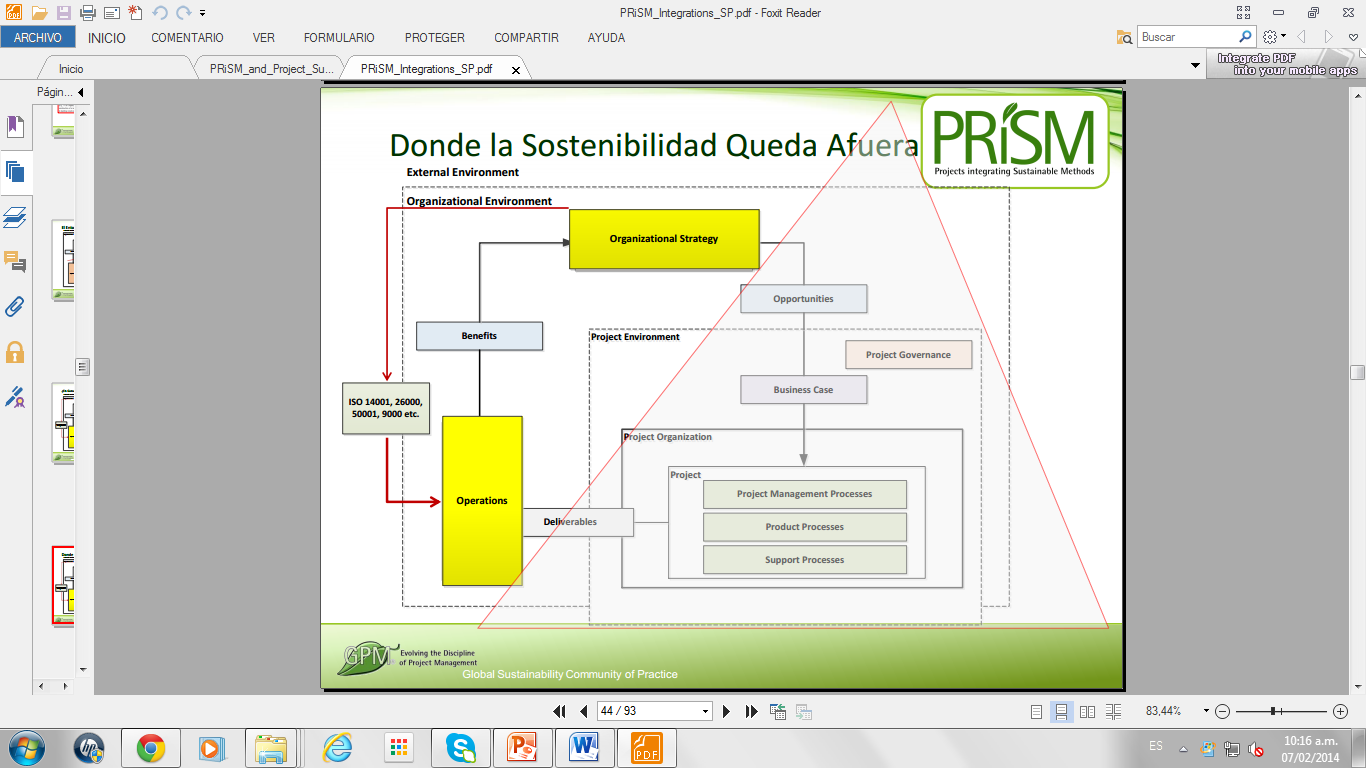 PRiSM_Integrations_SP.pdf - Foxit Reader
ARCHIVO INICIO COMENTARIO VER FORMULARIO PROTEGER COMPARTIR AYUDA
Buscar
Inicio
PRiSM_and_Project_Su...
PRiSM_Integrations_SP.pdf
Integrate PDF
into your mobile apps
Págin...
Donde la Sostenibilidad Queda Afuera
PRiSM
Projects integrating Sustainable Methods
External Environment
Organizational Environment
Organizational Strategy
Opportunities
Benefits
Project Environment
Project Governance
Business Case
ISO 14001, 26000,
50001, 9000 etc.
Project Organization
Project
Project Management Processes
Operations
Deliverables
Product Processes
Support Processes
GPM
Evolving the Discipline
of Project Management
Global Sustainability Community of Practice
44 / 93
83,44%
ES
10:16 a.m.
07/02/2014